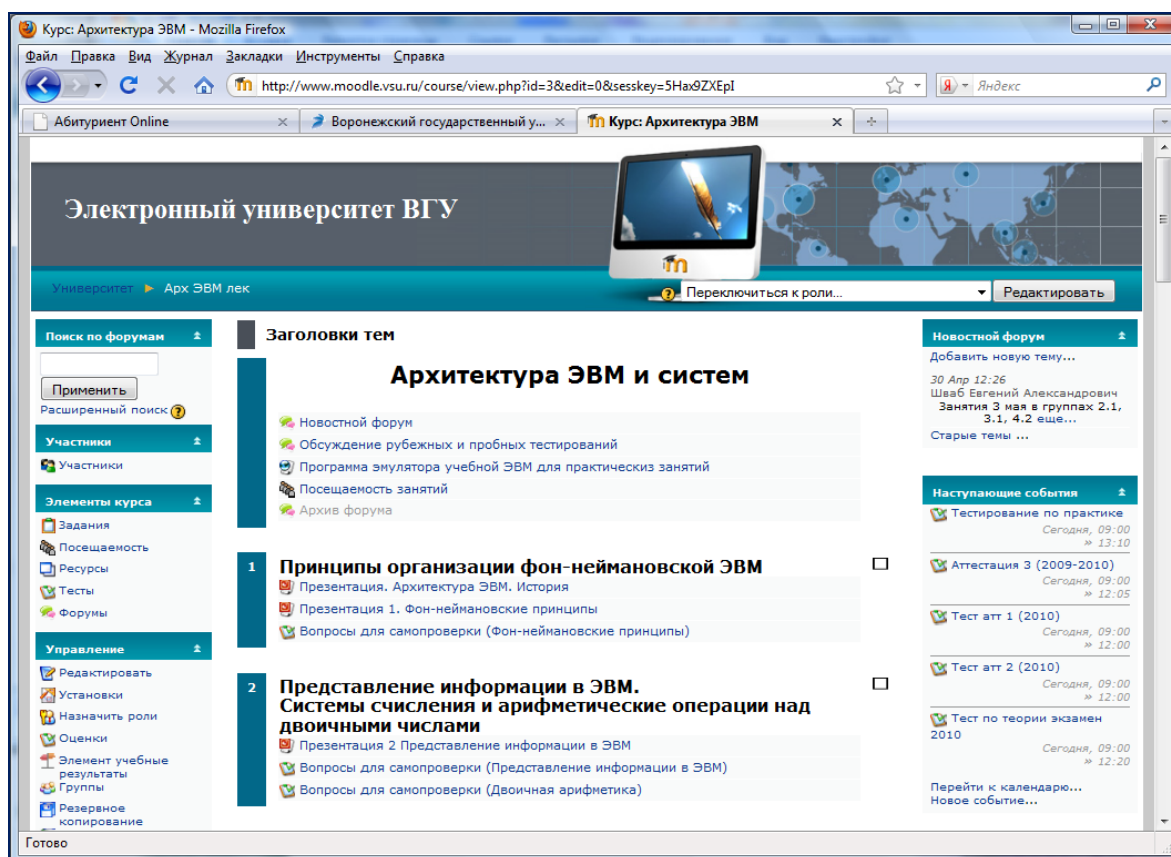 Курс: Архитектура ЭВМ - Mozilla Firefox
Файл Правка Вид Журнал Закладки Инструменты Справка
http://www.moodle.vsu.ru/course/view.php?id=3&edit=0&sesskey=5Hax9ZXEpI
Яндекс
Абитуриент Online
Воронежский государственный у...
Курс: Архитектура ЭВМ
Электронный университет ВГУ
Университет ► Арх ЭВМ лек
Переключиться к роли...
Редактировать
Поиск по форумам
Применить
Расширенный поиск
Участники
Участники
Элементы курса
Задания
Посещаемость
Ресурсы
Тесты
Форумы
Управление
Редактировать
Установки
Назначить роли
Оценки
Элемент учебные
результаты
Группы
Резервное
копирование
Заголовки тем
Архитектура ЭВМ и систем
Новостной форум
Обсуждение рубежных и пробных тестирований
Программа эмулятора учебной ЭВМ для практическиз занятий
Посещаемость занятий
Архив форума
1
Принципы организации фон-неймановской ЭВМ
Презентация. Архитектура ЭВМ. История
Презентация 1. Фон-неймановские принципы
Вопросы для самопроверки (Фон-неймановские принципы)
2
Представление информации в ЭВМ.
Системы счисления и арифметические операции над
двоичными числами
Презентация 2 Представление информации в ЭВМ
Вопросы для самопроверки (Представление информации в ЭВМ)
Вопросы для самопроверки (Двоичная арифметика)
Новостной форум
Добавить новую тему...
30 Апр 12:26
Шваб Евгений Александрович
Занятия 3 мая в группах 2.1,
3.1, 4.2 еще...
Старые темы ...
Наступающие события
Тестирование по практике
Сегодня, 09:00
» 13:10
Аттестация 3 (2009-2010)
Сегодня, 09:00
» 12:05
Тест атт 1 (2010)
Сегодня, 09:00
» 12:00
Тест атт 2 (2010)
Сегодня, 09:00
» 12:00
Тест по теории экзамен
2010
Сегодня, 09:00
» 12:20
Перейти к календарю...
Новое событие...
Готово